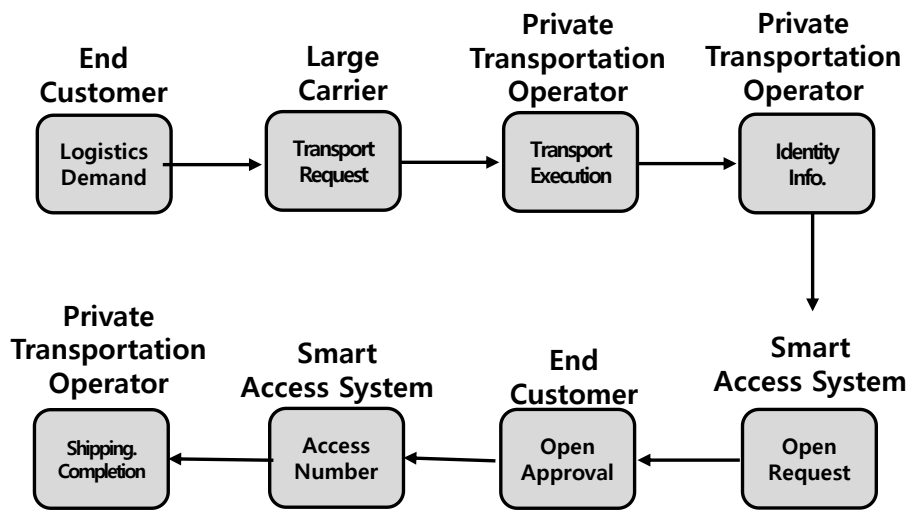 End
Customer
Logistics
Demand
Large
Carrier
Transport
Request
Private
Transportation
Operator
Transport
Execution
Private
Transportation
Operator
Identity
Info.
Smart
Access System
Open
Request
End
Customer
Open
Approval
Smart
Access System
Access
Number
Private
Transportation
Operator
Shipping.
Completion